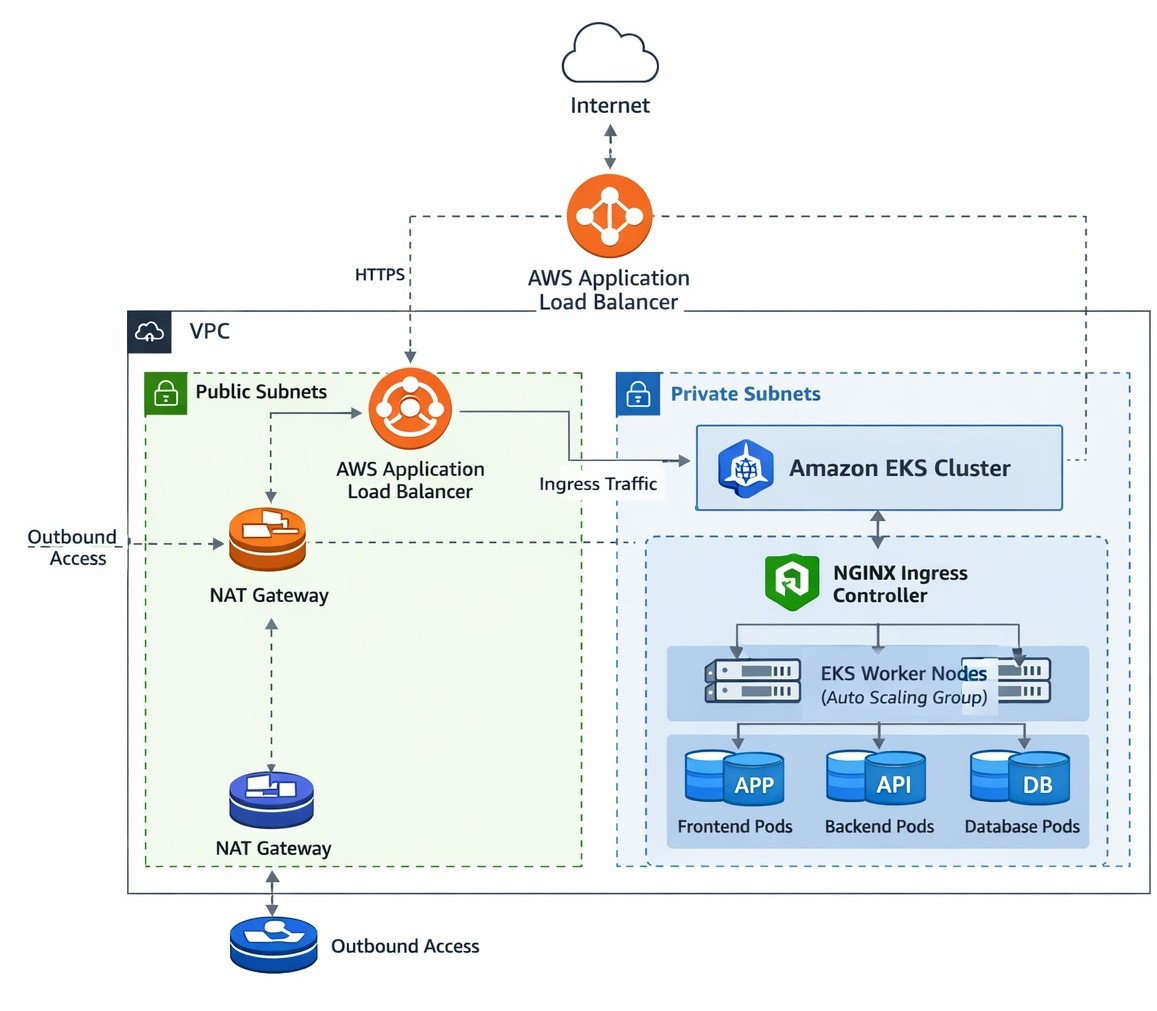 Internet
AWS Application
Load Balancer
HTTPS
VPC
Public Subnets
Private Subnets
AWS Application
Load Balancer
Ingress Traffic
Amazon EKS Cluster
Outbound
Access
NAT Gateway
NGINX Ingress
Controller
EKS Worker Nodes
(Auto Scaling Group)
APP
API
DB
Frontend Pods
Backend Pods
Database Pods
NAT Gateway
Outbound Access